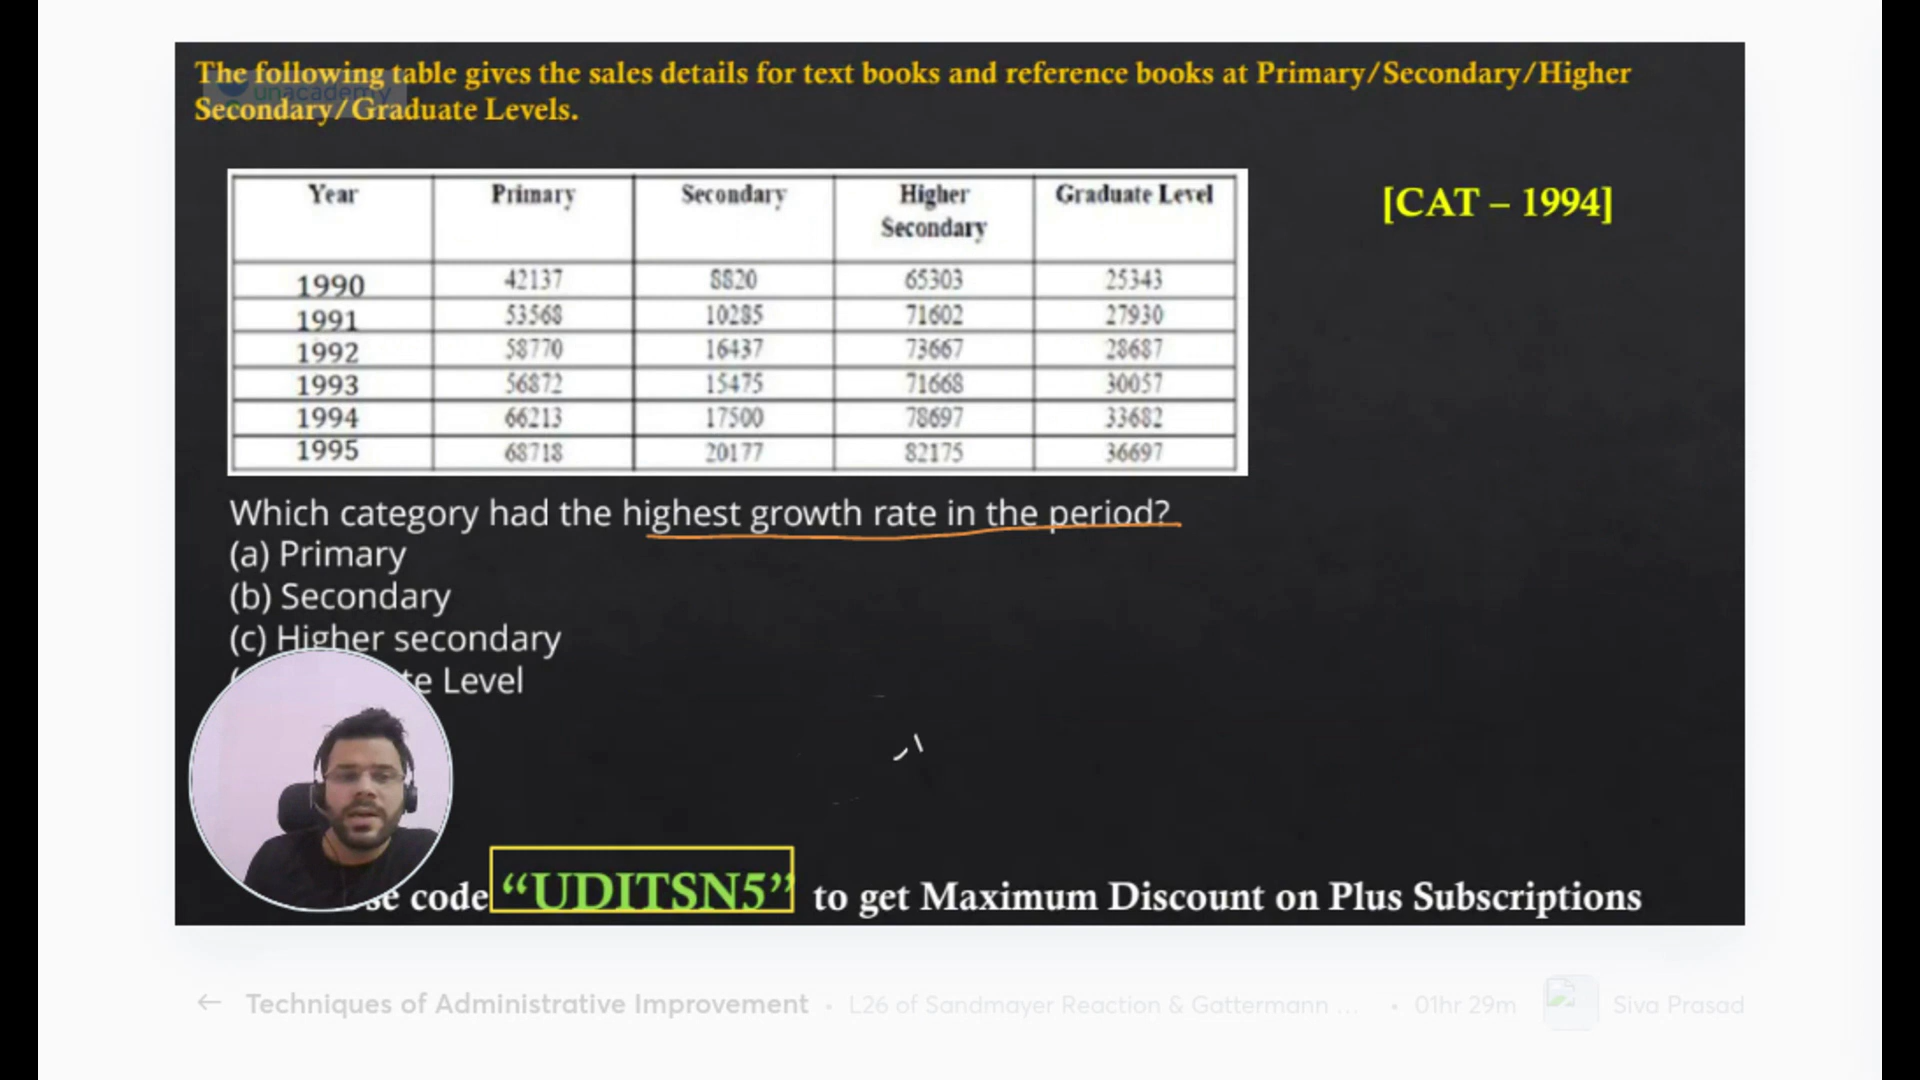 The following table gives the sales details for text books and reference books at Primary/Secondary/Higher
Secondary/Graduate Levels.
unacademy
[CAT – 1994]
Year Primary Secondary Higher Secondary Graduate Level
1990 42137 8820 65303 25343
1991 53568 10285 71602 27930
1992 58770 16437 73667 28687
1993 56872 15475 71668 30057
1994 66213 17500 78697 33682
1995 68718 20177 82175 36697
Which category had the highest growth rate in the period?
(a) Primary
(b) Secondary
(c) Higher secondary
Level
code “UDITSN5” to get Maximum Discount on Plus Subscriptions
← Techniques of Administrative Improvement • L26 of Sandmayer Reaction & Gattermann ... • 01hr 29m Siva Prasad